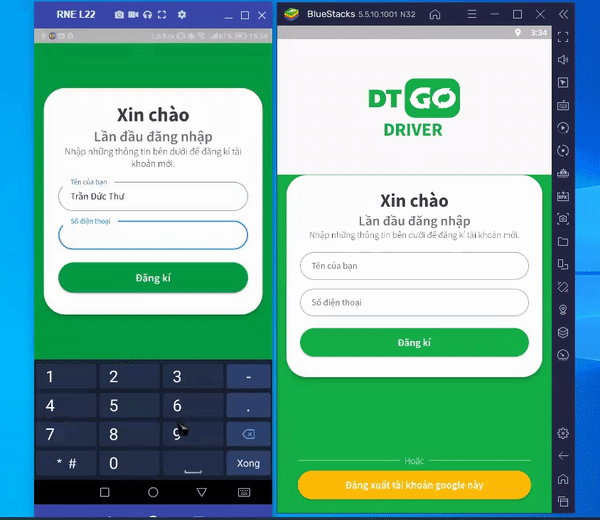 RNE L22
15:34
Xin chào
Lần đầu đăng nhập
Nhập những thông tin bên dưới để đăng kí tài
khoản mới.
Tên của bạn
Trần Đức Thư
Số điện thoại
Đăng kí
1 2 3 -
4 5 6 .
7 8 9
* # 0 Xong
BlueStacks 5.5.10.1001 N32
3:34
DT GO
DRIVER
Xin chào
Lần đầu đăng nhập
Nhập những thông tin bên dưới để đăng kí tài khoản mới.
Tên của bạn
Số điện thoại
Đăng kí
Hoặc
Đăng xuất tài khoản google này